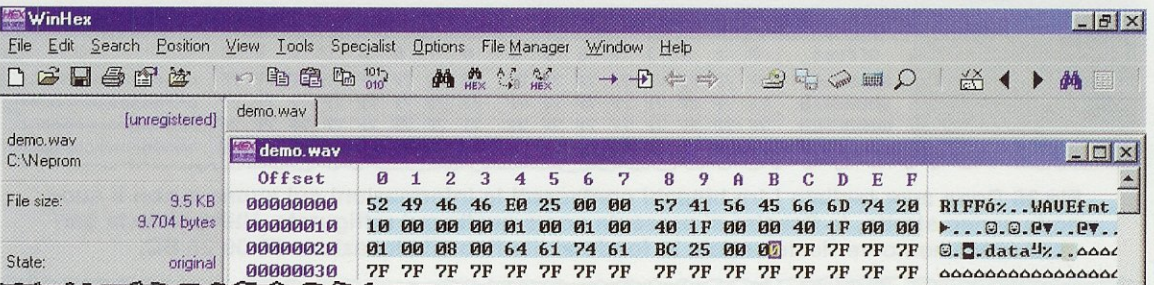 WinHex
File Edit Search Position View Tools Specialist Options File Manager Window Help
[unregistered]
demo.wav
demo.wav
C:\Neprom
demo.wav
File size: 9.5 KB
9.704 bytes
State: original
Offset 0 1 2 3 4 5 6 7 8 9 A B C D E F
00000000 52 49 46 46 E0 25 00 00 57 41 56 45 66 6D 74 20 RIFFó%..WAVEfmt
00000010 10 00 00 00 01 00 01 00 40 1F 00 00 40 1F 00 00 ►...☺.☺.@▼..@▼..
00000020 01 00 08 00 64 61 74 61 BC 25 00 00 7F 7F 7F 7F ☺.◘.data╝%..⌂⌂⌂⌂
00000030 7F 7F 7F 7F 7F 7F 7F 7F 7F 7F 7F 7F 7F 7F 7F 7F ⌂⌂⌂⌂⌂⌂⌂⌂⌂⌂⌂⌂⌂⌂⌂⌂